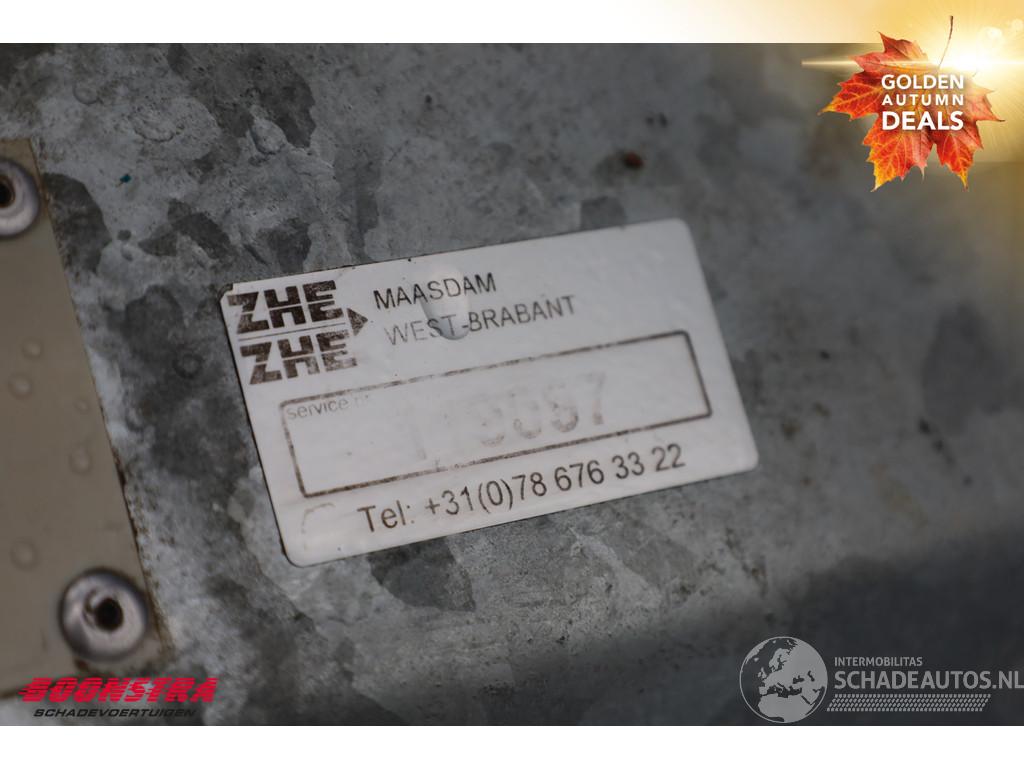 GOLDEN
AUTUMN
DEALS
ZHE
ZHE
MAASDAM
WEST-BRABANT
service nr.
Tel: +31(0)78 676 33 22
BOONSTRA
SCHADEVOERTUIGEN
INTERMOBILITAS
SCHADEAUTOS.NL